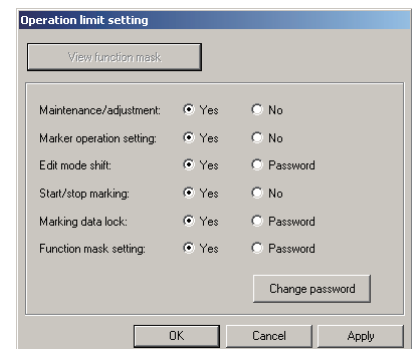 Operation limit setting
View function mask
Maintenance/adjustment: Yes No
Marker operation setting: Yes No
Edit mode shift: Yes Password
Start/stop marking: Yes No
Marking data lock: Yes Password
Function mask setting: Yes Password
Change password
OK Cancel Apply